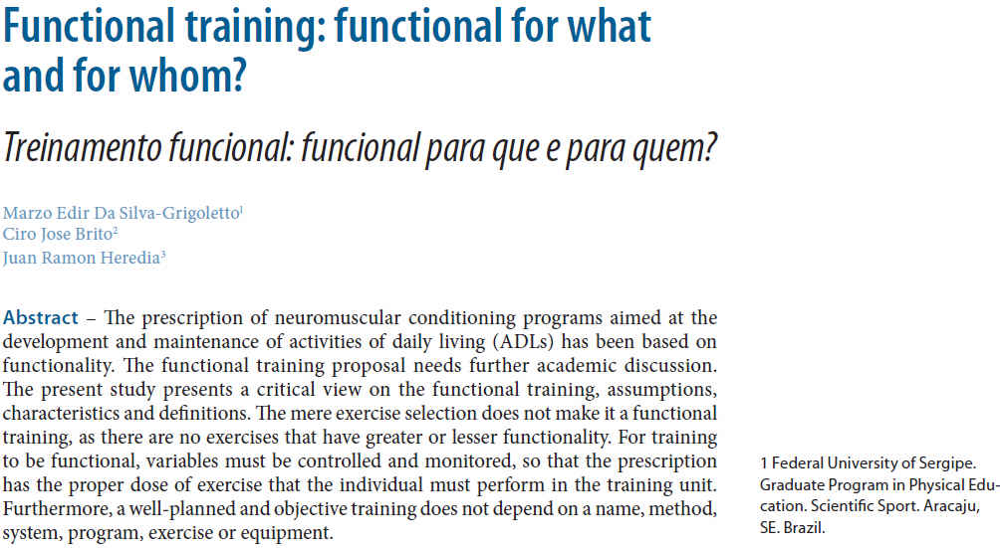 Functional training: functional for what
and for whom?
Treinamento funcional: funcional para que e para quem?
Marzo Edir Da Silva-Grigoletto1
Ciro Jose Brito2
Juan Ramon Heredia3
Abstract – The prescription of neuromuscular conditioning programs aimed at the
development and maintenance of activities of daily living (ADLs) has been based on
functionality. The functional training proposal needs further academic discussion.
The present study presents a critical view on the functional training, assumptions,
characteristics and definitions. The mere exercise selection does not make it a functional
training, as there are no exercises that have greater or lesser functionality. For training
to be functional, variables must be controlled and monitored, so that the prescription
has the proper dose of exercise that the individual must perform in the training unit.
Furthermore, a well-planned and objective training does not depend on a name, method,
system, program, exercise or equipment.
1 Federal University of Sergipe.
Graduate Program in Physical Edu-
cation. Scientific Sport. Aracaju,
SE. Brazil.